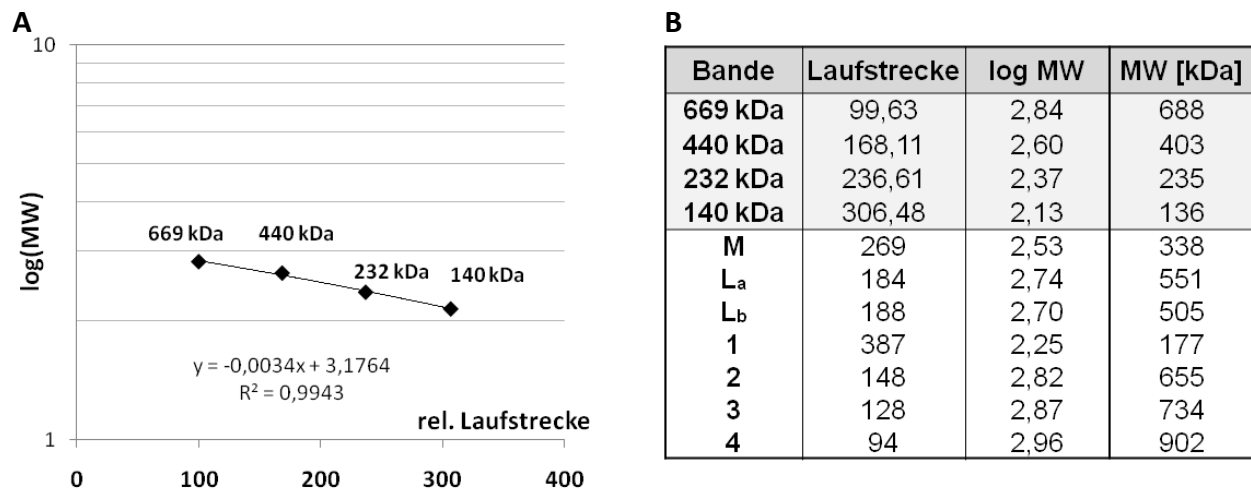 A
10
log(MW)
669 kDa
440 kDa
232 kDa
140 kDa
y = -0,0034x + 3,1764
R² = 0,9943
rel. Laufstrecke
1
0 100 200 300 400
B
Bande Laufstrecke log MW MW [kDa]
669 kDa 99,63 2,84 688
440 kDa 168,11 2,60 403
232 kDa 236,61 2,37 235
140 kDa 306,48 2,13 136
M 269 2,53 338
Lₐ 184 2,74 551
Lb 188 2,70 505
1 387 2,25 177
2 148 2,82 655
3 128 2,87 734
4 94 2,96 902